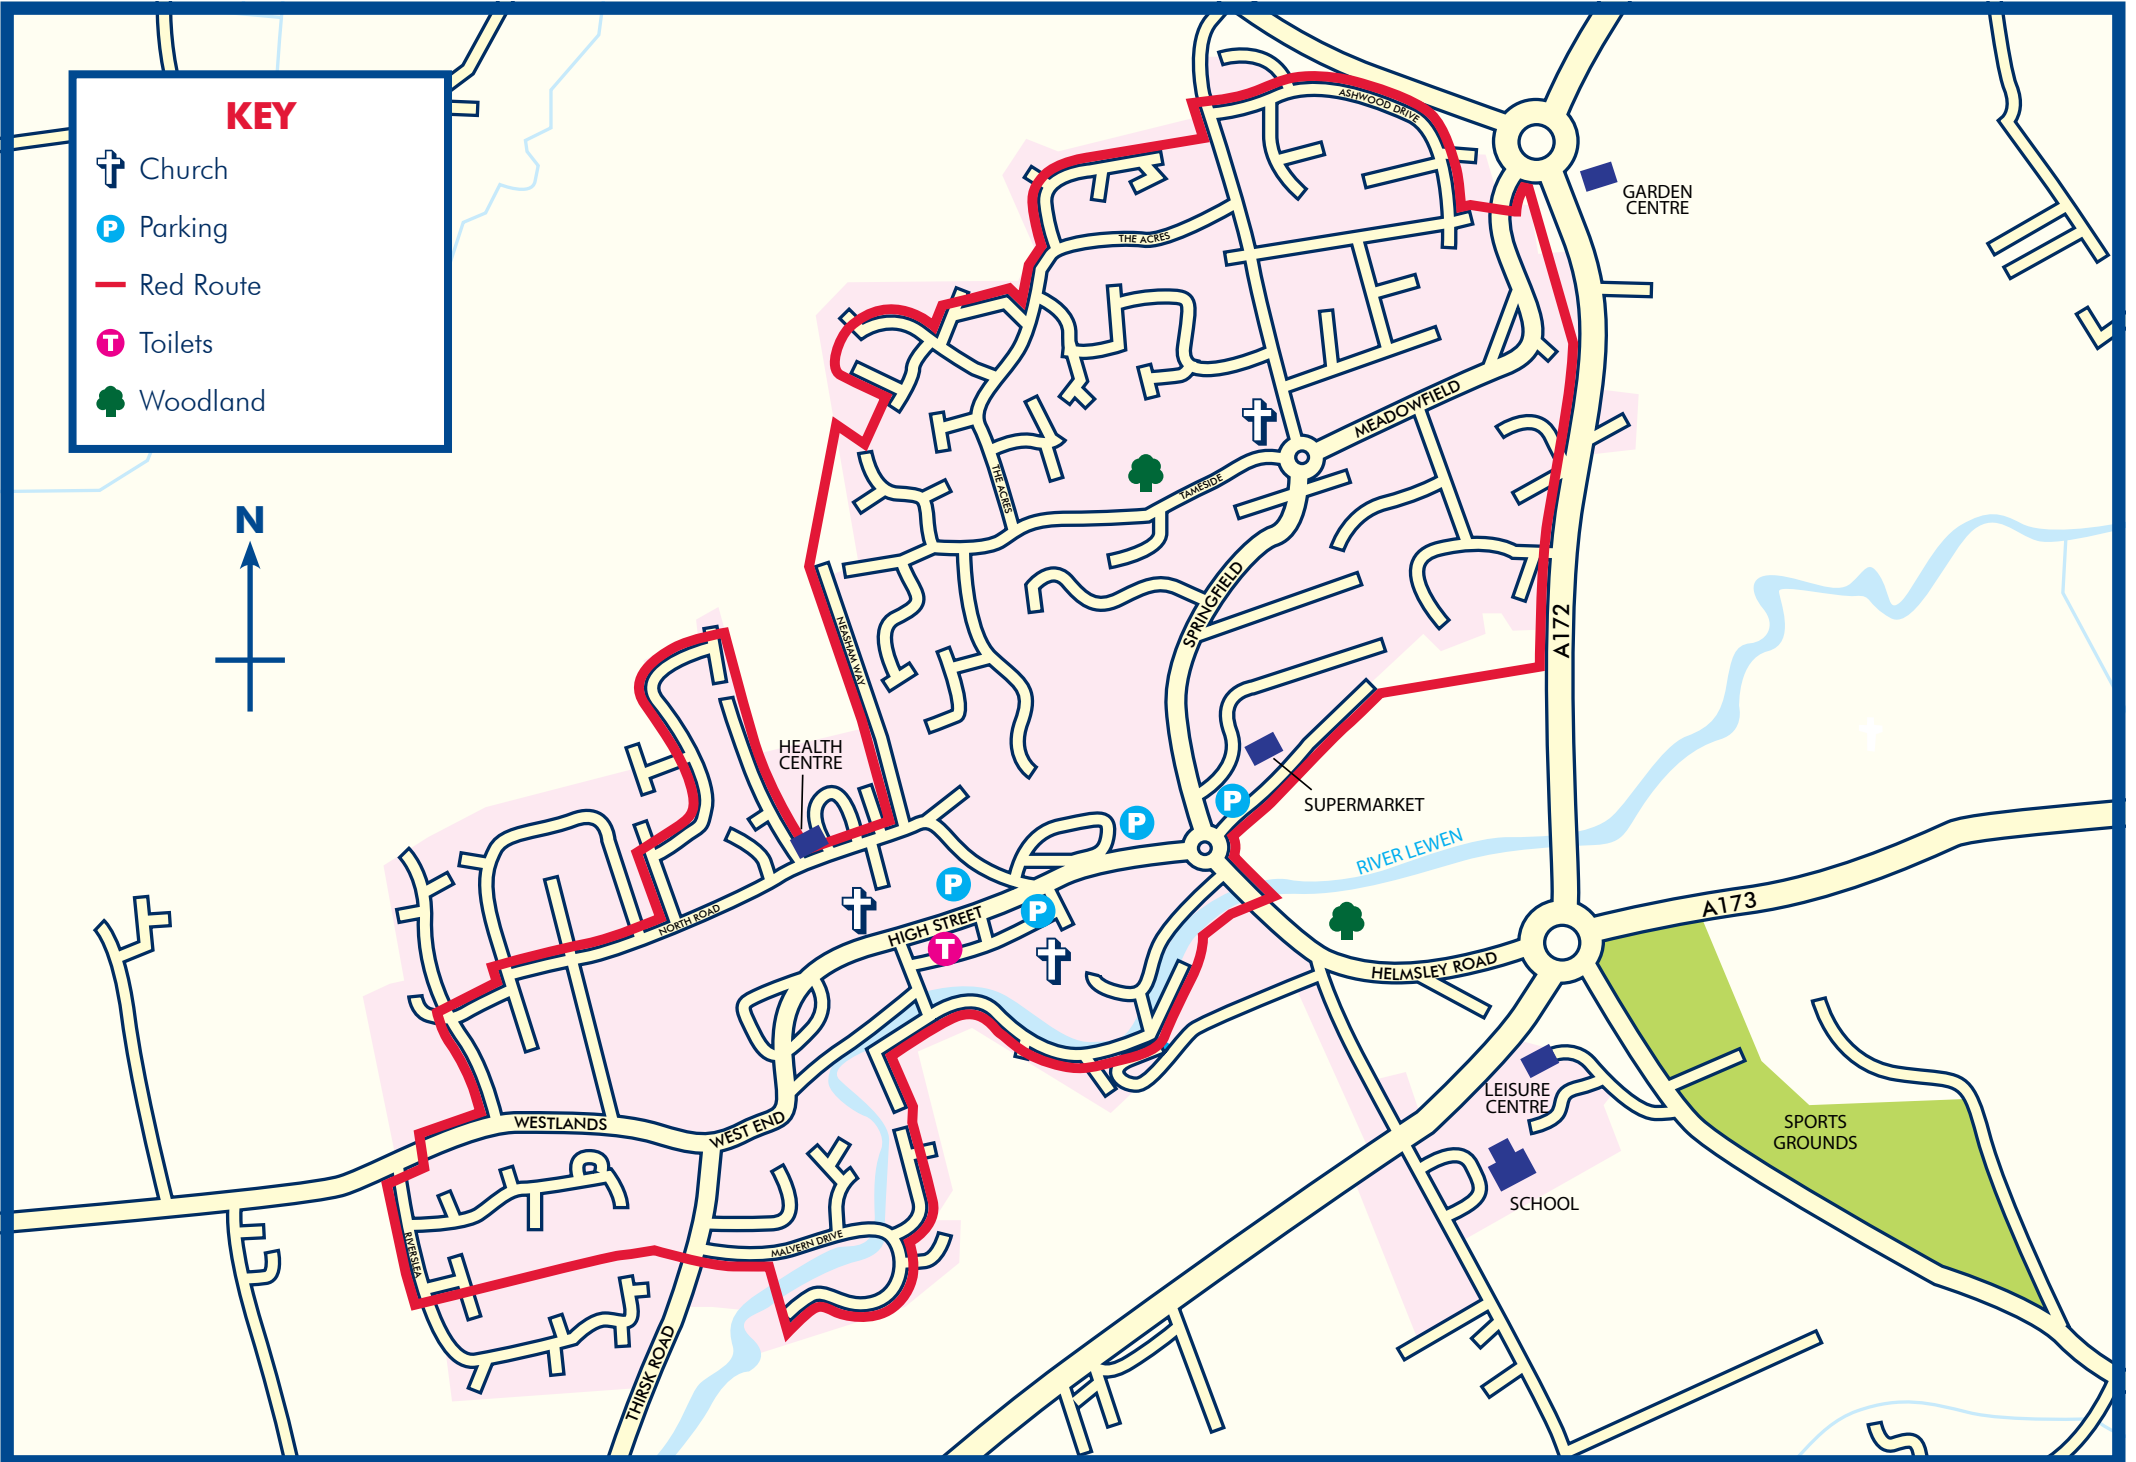 KEY
Church
P Parking
Red Route
T Toilets
Woodland
N
ASHWOOD DRIVE
GARDEN
CENTRE
THE ACRES
MEADOWFIELD
THE ACRES
TAMESIDE
SPRINGFIELD
A172
NEASHAM WAY
HEALTH
CENTRE
SUPERMARKET
P
P
RIVER LEWEN
P
P
NORTH ROAD
HIGH STREET
T
A173
HELMSLEY ROAD
LEISURE
CENTRE
WESTLANDS
WEST END
SPORTS
GROUNDS
SCHOOL
MALVERN DRIVE
RIVERSLEA
THIRSK ROAD